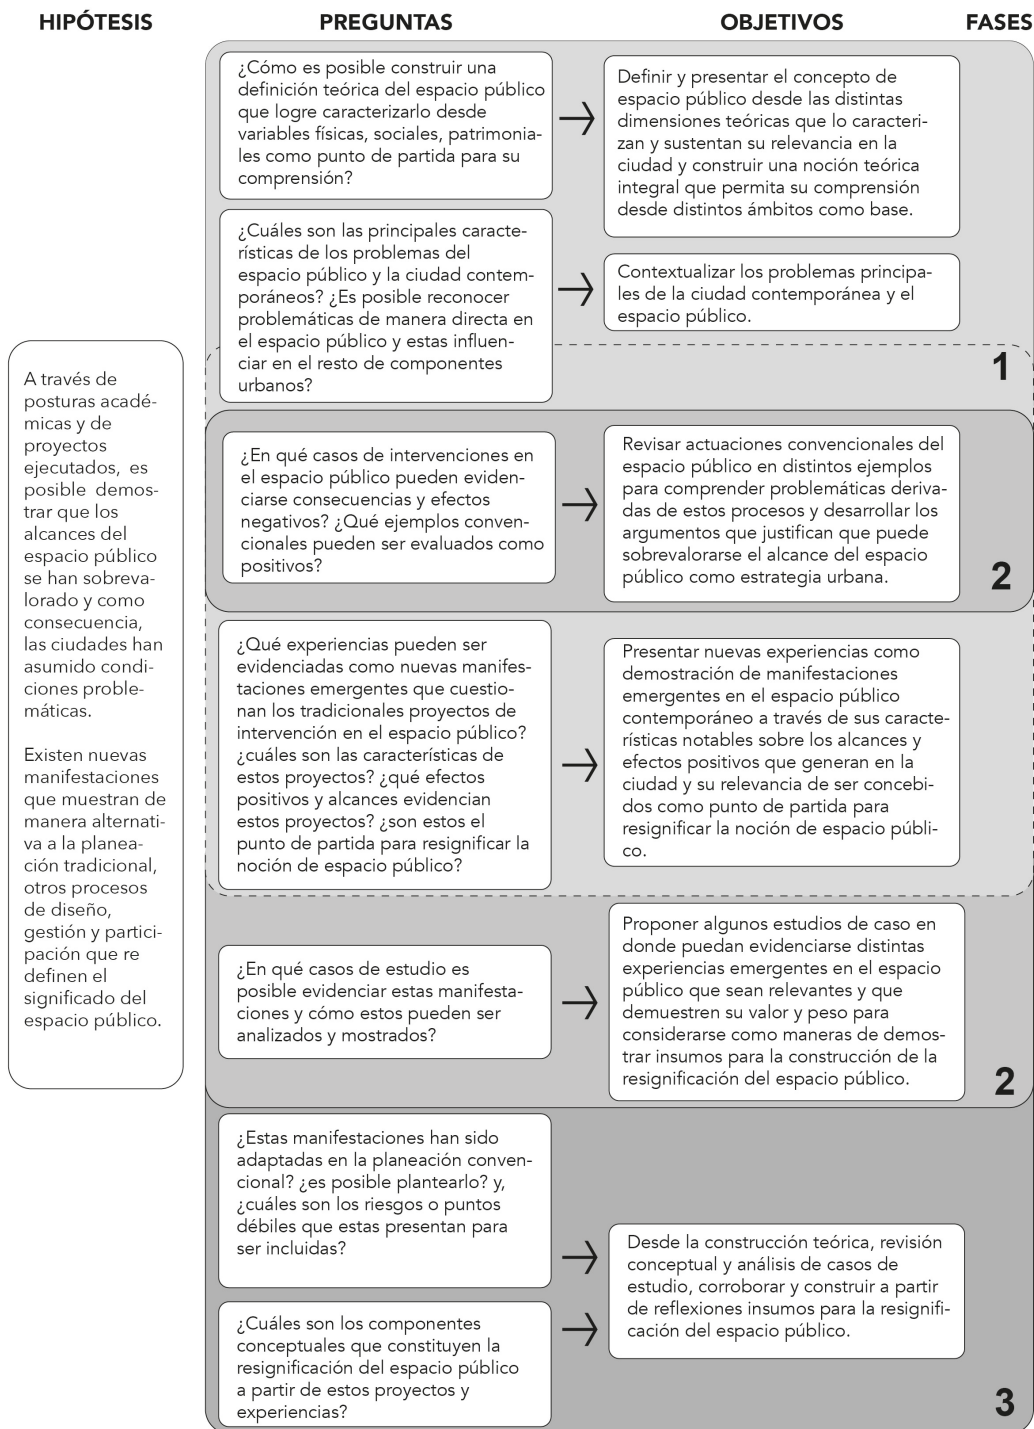 HIPÓTESIS
PREGUNTAS
OBJETIVOS
FASES
A través de
posturas acadé-
micas y de
proyectos
ejecutados, es
posible demos-
trar que los
alcances del
espacio público
se han sobreva-
lorado y como
consecuencia,
las ciudades han
asumido condi-
ciones proble-
máticas.
Existen nuevas
manifestaciones
que muestran de
manera alternati-
va a la planea-
ción tradicional,
otros procesos
de diseño,
gestión y partici-
pación que re
definen el
significado del
espacio público.
¿Cómo es posible construir una
definición teórica del espacio público
que logre caracterizarlo desde
variables físicas, sociales, patrimonia-
les como punto de partida para su
comprensión?
Definir y presentar el concepto de
espacio público desde las distintas
dimensiones teóricas que lo caracteri-
zan y sustentan su relevancia en la
ciudad y construir una noción teórica
integral que permita su comprensión
desde distintos ámbitos como base.
¿Cuáles son las principales caracte-
rísticas de los problemas del
espacio público y la ciudad contem-
poráneos? ¿Es posible reconocer
problemáticas de manera directa en
el espacio público y estas influen-
ciar en el resto de componentes
urbanos?
Contextualizar los problemas principa-
les de la ciudad contemporánea y el
espacio público.
1
¿En qué casos de intervenciones en
el espacio público pueden eviden-
ciarse consecuencias y efectos
negativos? ¿Qué ejemplos conven-
cionales pueden ser evaluados como
positivos?
Revisar actuaciones convencionales del
espacio público en distintos ejemplos
para comprender problemáticas deriva-
das de estos procesos y desarrollar los
argumentos que justifican que puede
sobrevalorarse el alcance del espacio
público como estrategia urbana.
2
¿Qué experiencias pueden ser
evidenciadas como nuevas manifes-
taciones emergentes que cuestio-
nan los tradicionales proyectos de
intervención en el espacio público?
¿cuáles son las características de
estos proyectos? ¿qué efectos
positivos y alcances evidencian
estos proyectos? ¿son estos el
punto de partida para resignificar la
noción de espacio público?
Presentar nuevas experiencias como
demostración de manifestaciones
emergentes en el espacio público
contemporáneo a través de sus caracte-
rísticas notables sobre los alcances y
efectos positivos que generan en la
ciudad y su relevancia de ser concebi-
dos como punto de partida para
resignificar la noción de espacio públi-
co.
¿En qué casos de estudio es
posible evidenciar estas manifesta-
ciones y cómo estos pueden ser
analizados y mostrados?
Proponer algunos estudios de caso en
donde puedan evidenciarse distintas
experiencias emergentes en el espacio
público que sean relevantes y que
demuestren su valor y peso para
considerarse como maneras de demos-
trar insumos para la construcción de la
resignificación del espacio público.
2
¿Estas manifestaciones han sido
adaptadas en la planeación conven-
cional? ¿es posible plantearlo? y,
¿cuáles son los riesgos o puntos
débiles que estas presentan para
ser incluidas?
Desde la construcción teórica, revisión
conceptual y análisis de casos de
estudio, corroborar y construir a partir
de reflexiones insumos para la resignifi-
cación del espacio público.
¿Cuáles son los componentes
conceptuales que constituyen la
resignificación del espacio público
a partir de estos proyectos y
experiencias?
3